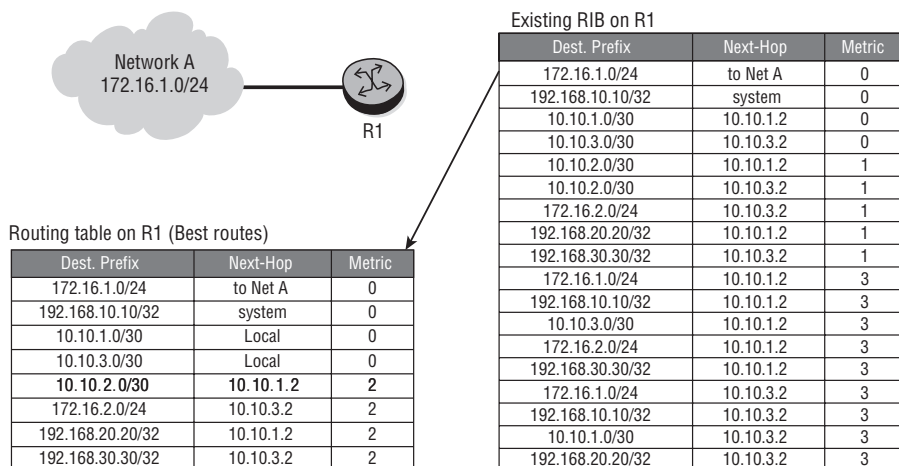 Network A
172.16.1.0/24
R1
Existing RIB on R1
Dest. Prefix Next-Hop Metric
172.16.1.0/24 to Net A 0
192.168.10.10/32 system 0
10.10.1.0/30 10.10.1.2 0
10.10.3.0/30 10.10.3.2 0
10.10.2.0/30 10.10.1.2 1
10.10.2.0/30 10.10.3.2 1
172.16.2.0/24 10.10.3.2 1
192.168.20.20/32 10.10.1.2 1
192.168.30.30/32 10.10.3.2 1
172.16.1.0/24 10.10.1.2 3
192.168.10.10/32 10.10.1.2 3
10.10.3.0/30 10.10.1.2 3
172.16.2.0/24 10.10.1.2 3
192.168.30.30/32 10.10.1.2 3
172.16.1.0/24 10.10.3.2 3
192.168.10.10/32 10.10.3.2 3
10.10.1.0/30 10.10.3.2 3
192.168.20.20/32 10.10.3.2 3
Routing table on R1 (Best routes)
Dest. Prefix Next-Hop Metric
172.16.1.0/24 to Net A 0
192.168.10.10/32 system 0
10.10.1.0/30 Local 0
10.10.3.0/30 Local 0
10.10.2.0/30 10.10.1.2 2
172.16.2.0/24 10.10.3.2 2
192.168.20.20/32 10.10.1.2 2
192.168.30.30/32 10.10.3.2 2